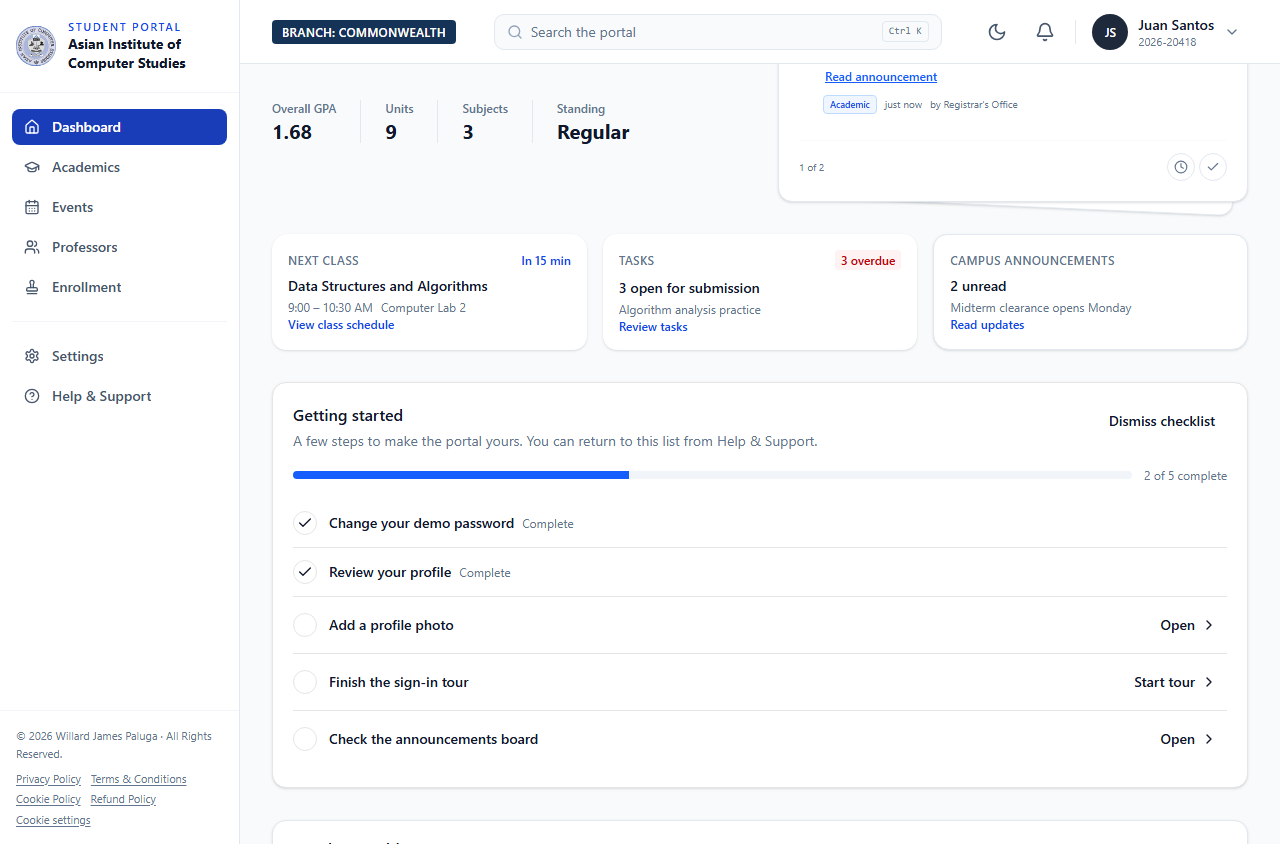 STUDENT PORTAL
Asian Institute of
Computer Studies
Dashboard
Academics
Events
Professors
Enrollment
Settings
Help & Support
© 2026 Willard James Paluga · All Rights
Reserved.
Privacy Policy Terms & Conditions
Cookie Policy Refund Policy
Cookie settings
BRANCH: COMMONWEALTH
Search the portal
Ctrl K
JS
Juan Santos
2026-20418
Overall GPA
1.68
Units
9
Subjects
3
Standing
Regular
Read announcement
Academic just now by Registrar's Office
1 of 2
NEXT CLASS
In 15 min
Data Structures and Algorithms
9:00 – 10:30 AM Computer Lab 2
View class schedule
TASKS
3 overdue
3 open for submission
Algorithm analysis practice
Review tasks
CAMPUS ANNOUNCEMENTS
2 unread
Midterm clearance opens Monday
Read updates
Getting started
Dismiss checklist
A few steps to make the portal yours. You can return to this list from Help & Support.
2 of 5 complete
Change your demo password Complete
Review your profile Complete
Add a profile photo
Open
Finish the sign-in tour
Start tour
Check the announcements board
Open